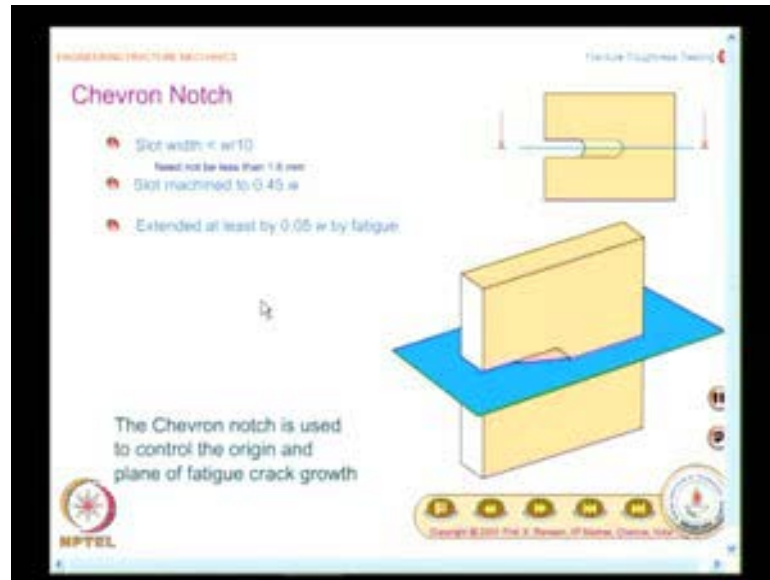 ENGINEERING FRACTURE MECHANICS
Fracture Toughness Testing
Chevron Notch
Slot width < w/10
Need not be less than 1.6 mm
Slot machined to 0.45 w
Extended at least by 0.05 w by fatigue
The Chevron notch is used
to control the origin and
plane of fatigue crack growth
NPTEL